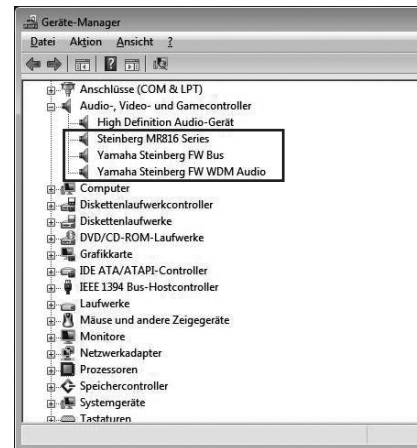 Geräte-Manager
Datei Aktion Ansicht ?
Anschlüsse (COM & LPT)
Audio-, Video- und Gamecontroller
High Definition Audio-Gerät
Steinberg MR816 Series
Yamaha Steinberg FW Bus
Yamaha Steinberg FW WDM Audio
Computer
Diskettenlaufwerkcontroller
Diskettenlaufwerke
DVD/CD-ROM-Laufwerke
Grafikkarte
IDE ATA/ATAPI-Controller
IEEE 1394 Bus-Hostcontroller
Laufwerke
Mäuse und andere Zeigegeräte
Monitore
Netzwerkadapter
Prozessoren
Speichercontroller
Systemgeräte
Tastaturen